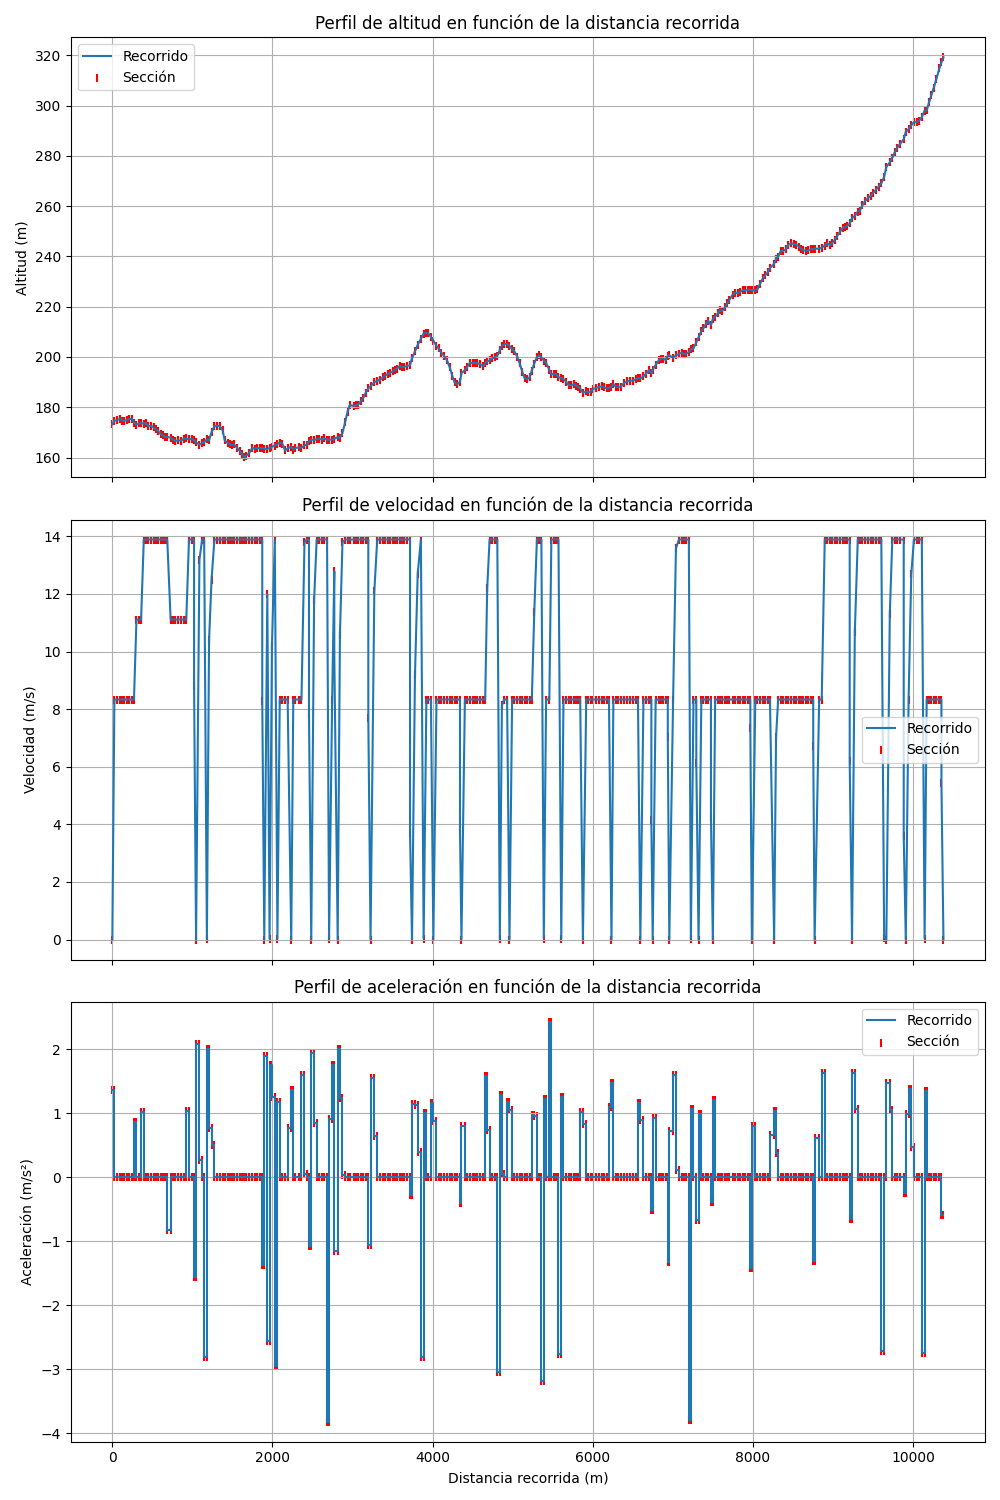 Perfil de altitud en función de la distancia recorrida
Recorrido
Sección
320
300
280
260
240
220
200
180
160
Altitud (m)
Perfil de velocidad en función de la distancia recorrida
14
12
10
8
6
4
2
0
Velocidad (m/s)
Recorrido
Sección
Perfil de aceleración en función de la distancia recorrida
Recorrido
Sección
2
1
0
−1
−2
−3
−4
Aceleración (m/s²)
0 2000 4000 6000 8000 10000
Distancia recorrida (m)